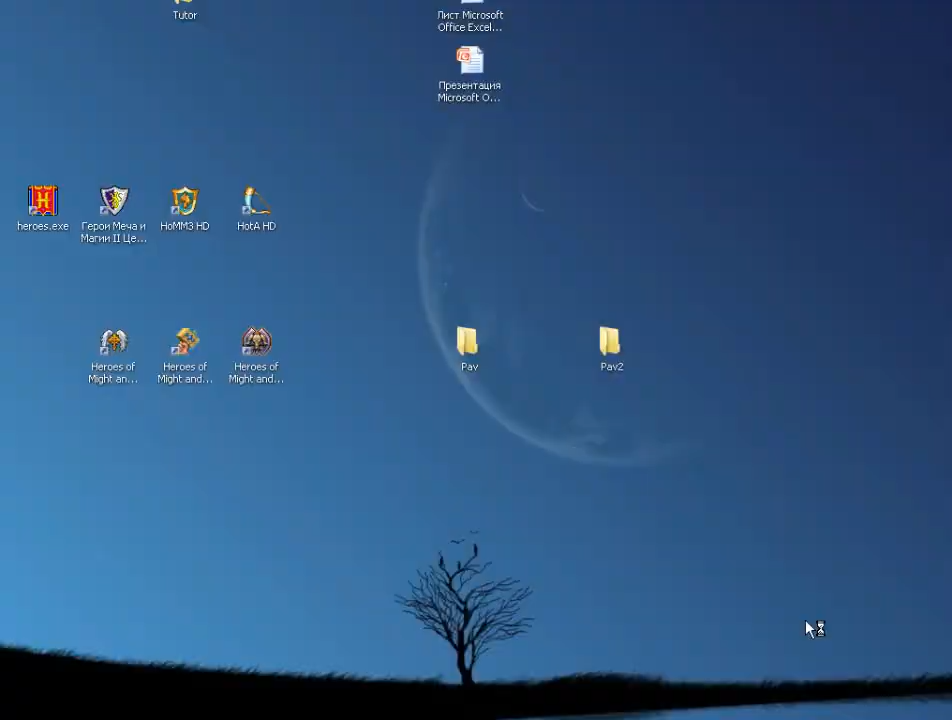 Tutor
Лист Microsoft
Office Excel...
Презентация
Microsoft O...
heroes.exe
Герои Меча и
Магии II Це...
HoMM3 HD
HotA HD
Heroes of
Might an...
Heroes of
Might and...
Heroes of
Might and...
Pav
Pav2